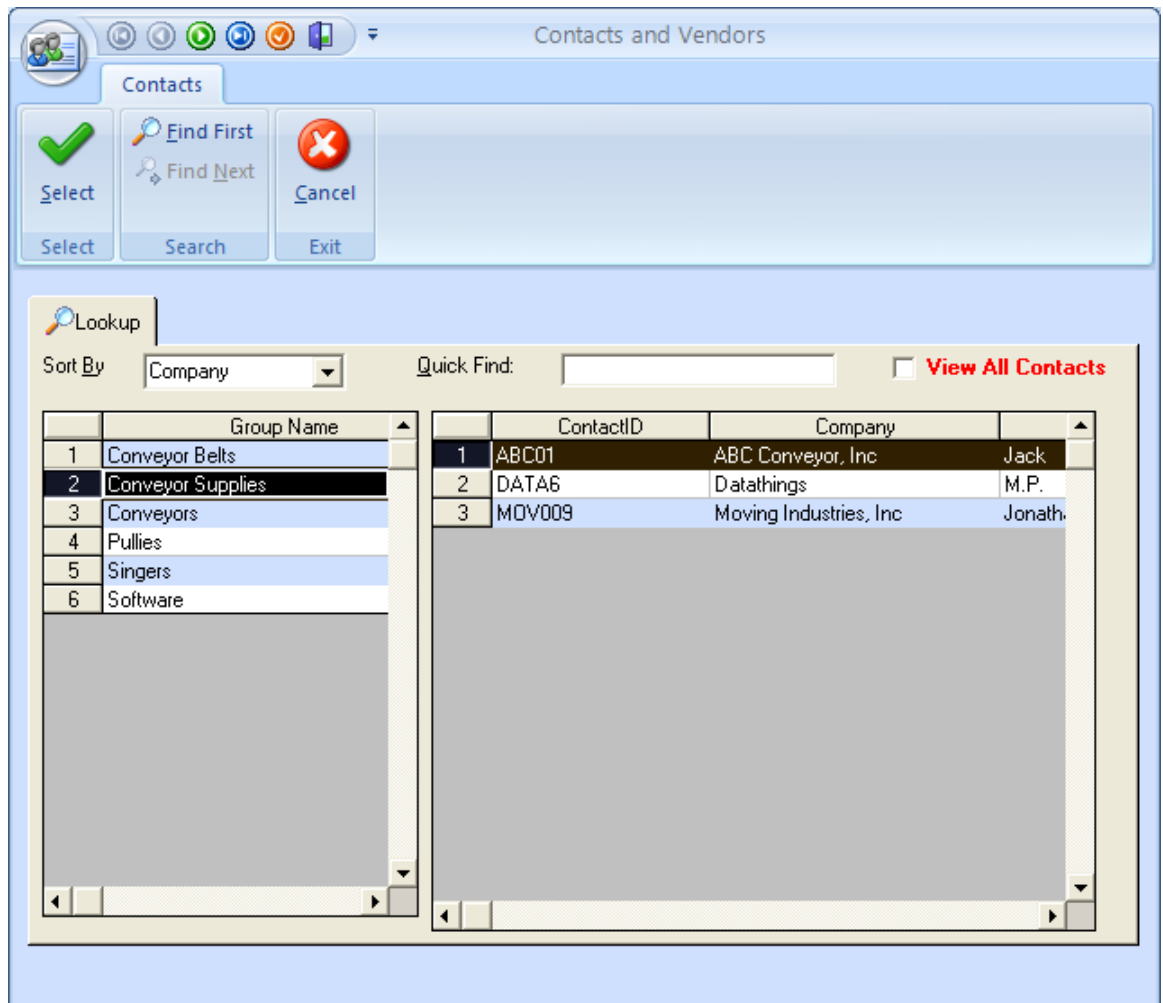 Contacts and Vendors
Contacts
Select
Find First
Find Next
Cancel
Select Search Exit
Lookup
Sort By Company Quick Find: View All Contacts
Group Name
1 Conveyor Belts
2 Conveyor Supplies
3 Conveyors
4 Pullies
5 Singers
6 Software
ContactID Company
1 ABC01 ABC Conveyor, Inc Jack
2 DATA6 Datathings M.P.
3 MOV009 Moving Industries, Inc Jonath